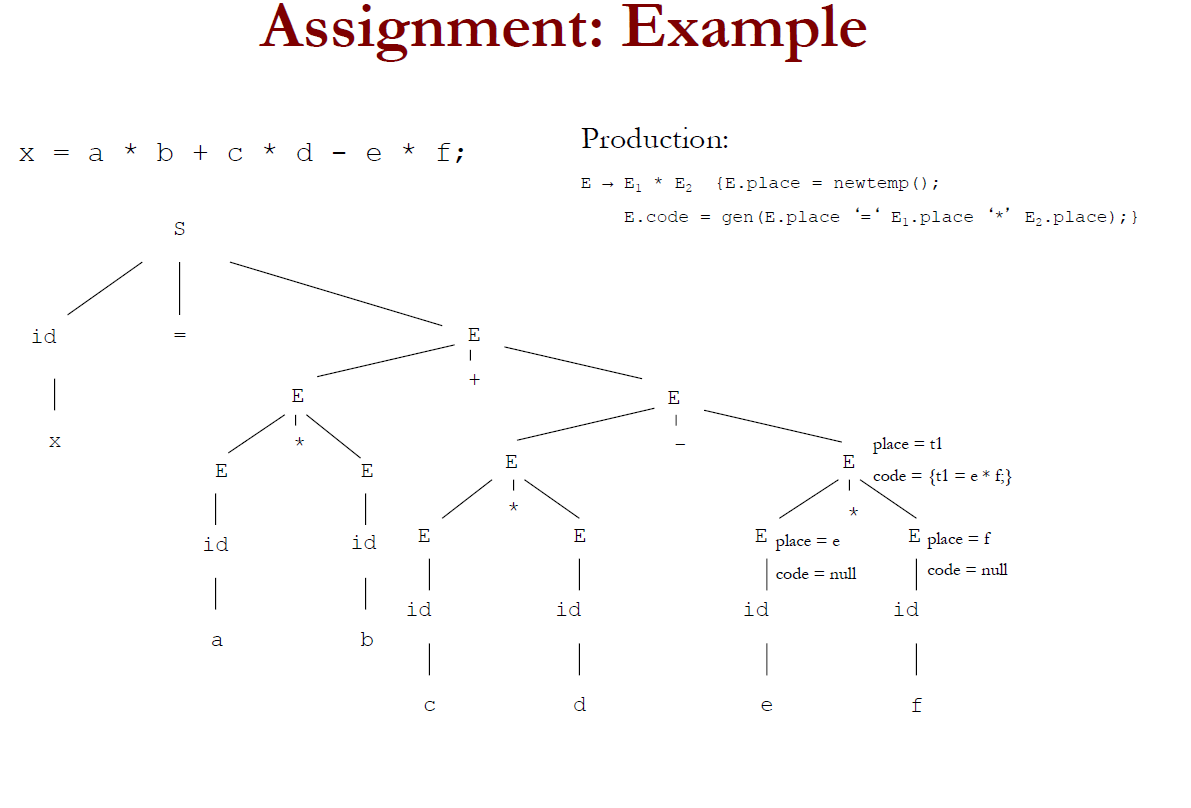 Assignment: Example
x = a * b + c * d - e * f;
Production:
E → E₁ * E₂ {E.place = newtemp();
E.code = gen(E.place ‘=‘ E₁.place ‘*’ E₂.place);}
S
id = E
+
x
E E
* -
E E E E place = t1
code = {t1 = e * f;}
* *
id id
E E E place = e E place = f
code = null code = null
a b
id id id id
c d e f